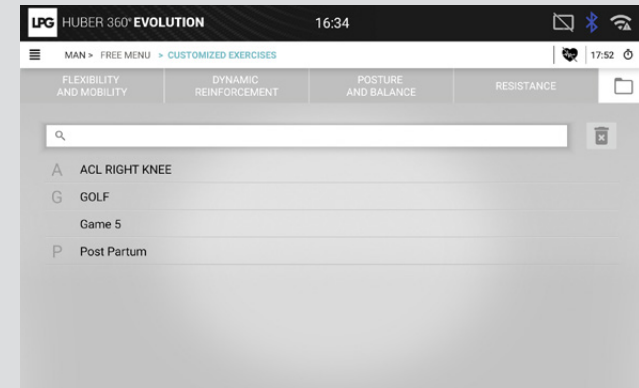 LPG HUBER 360° EVOLUTION 16:34
MAN > FREE MENU > CUSTOMIZED EXERCISES 17:52
FLEXIBILITY
AND MOBILITY
DYNAMIC
REINFORCEMENT
POSTURE
AND BALANCE
RESISTANCE
A ACL RIGHT KNEE
G GOLF
Game 5
P Post Partum